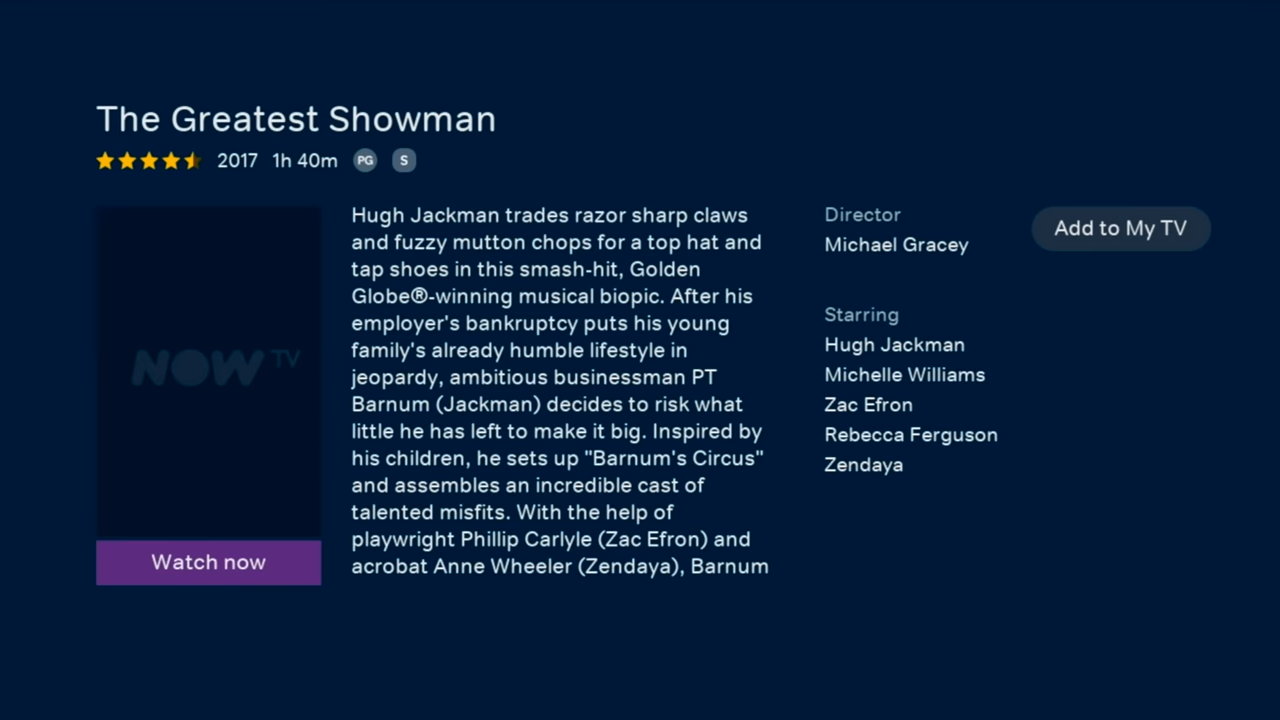 The Greatest Showman
2017 1h 40m PG S
Hugh Jackman trades razor sharp claws
and fuzzy mutton chops for a top hat and
tap shoes in this smash-hit, Golden
Globe®-winning musical biopic. After his
employer's bankruptcy puts his young
family's already humble lifestyle in
jeopardy, ambitious businessman PT
Barnum (Jackman) decides to risk what
little he has left to make it big. Inspired by
his children, he sets up "Barnum's Circus"
and assembles an incredible cast of
talented misfits. With the help of
playwright Phillip Carlyle (Zac Efron) and
acrobat Anne Wheeler (Zendaya), Barnum
NOW TV
Watch now
Director
Michael Gracey
Starring
Hugh Jackman
Michelle Williams
Zac Efron
Rebecca Ferguson
Zendaya
Add to My TV